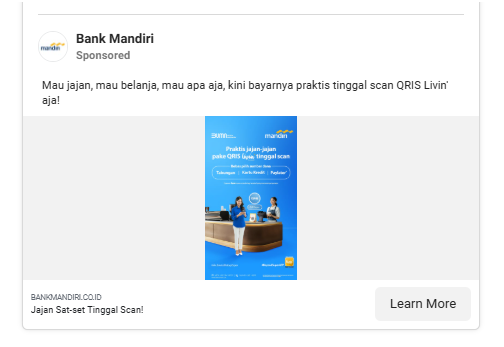 Bank Mandiri
Sponsored
mandiri
Mau jajan, mau belanja, mau apa aja, kini bayarnya praktis tinggal scan QRIS Livin'
aja!
mandiri
Praktis jajan-jajan
pake QRIS livin' tinggal scan
Tabungan Kartu Kredit Paylater
BANKMANDIRI.CO.ID
Jajan Sat-set Tinggal Scan!
Learn More